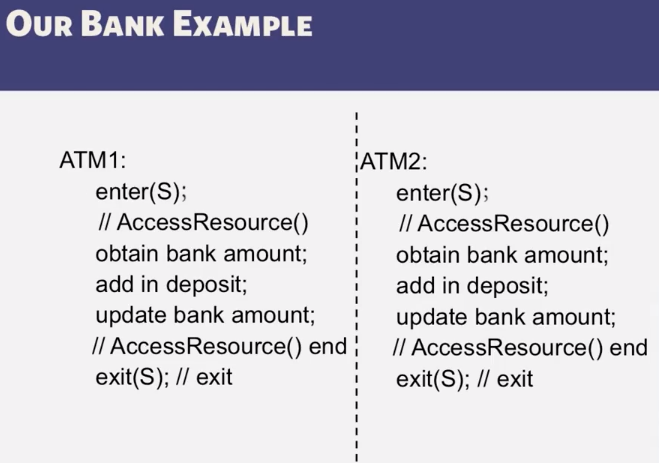 OUR BANK EXAMPLE
ATM1:
enter(S);
// AccessResource()
obtain bank amount;
add in deposit;
update bank amount;
// AccessResource() end
exit(S); // exit
ATM2:
enter(S);
// AccessResource()
obtain bank amount;
add in deposit;
update bank amount;
// AccessResource() end
exit(S); // exit